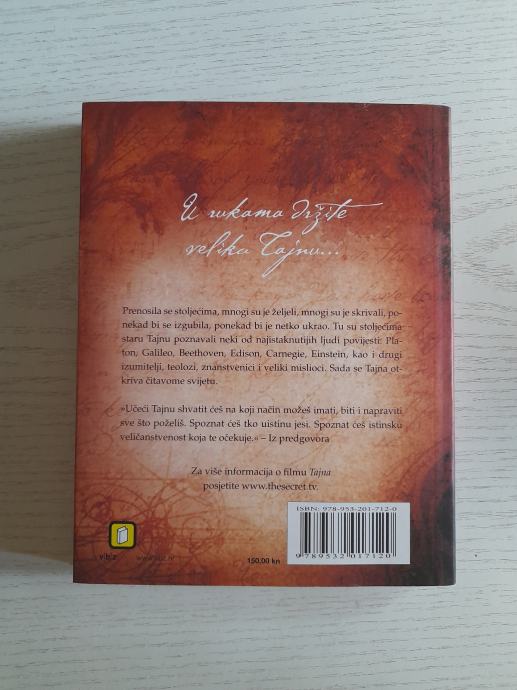 U rukama držite
veliku Tajnu...
Prenosila se stoljećima, mnogi su je željeli, mnogi su je skrivali, po-
nekad bi se izgubila, ponekad bi je netko ukrao. Tu su stoljećima
staru Tajnu poznavali neki od najistaknutijih ljudi povijesti: Pla-
ton, Galileo, Beethoven, Edison, Carnegie, Einstein, kao i drugi
izumitelji, teolozi, znanstvenici i veliki mislioci. Sada se Tajna ot-
kriva čitavome svijetu.
»Učeći Tajnu shvatit ćeš na koji način možeš imati, biti i napraviti
sve što poželiš. Spoznat ćeš tko uistinu jesi. Spoznat ćeš istinsku
veličanstvenost koja te očekuje.« – Iz predgovora
Za više informacija o filmu Tajna
posjetite www.thesecret.tv.
ISBN: 978-953-201-712-0
9 789532 017120
150,00 kn